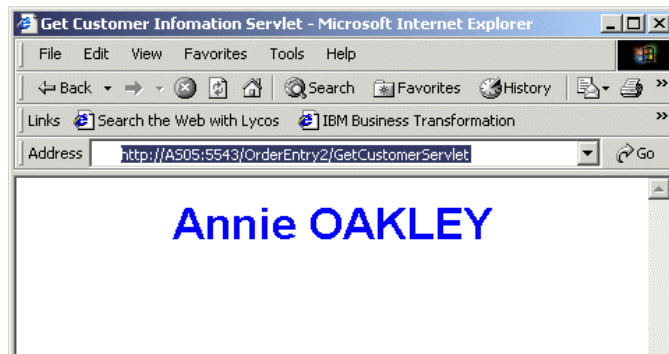 Get Customer Infomation Servlet - Microsoft Internet Explorer
File Edit View Favorites Tools Help
Back Search Favorites History
Links Search the Web with Lycos IBM Business Transformation
Address http://AS05:5543/OrderEntry2/GetCustomerServlet Go
Annie OAKLEY